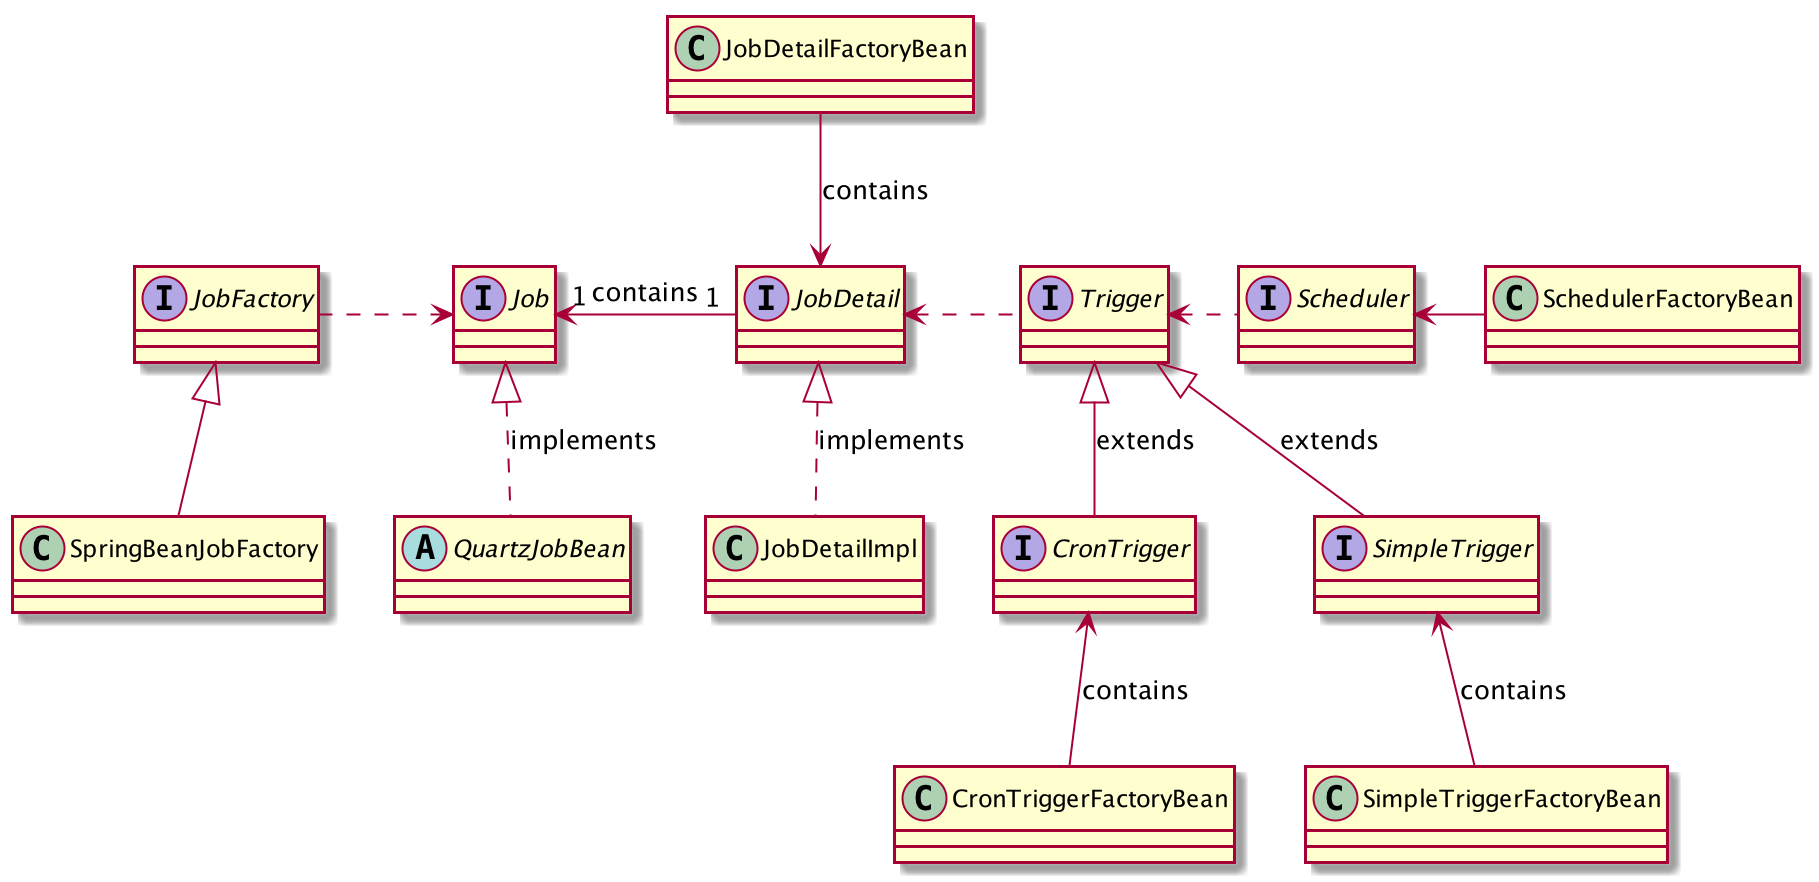 C JobDetailFactoryBean
contains
I JobFactory
I Job
1 contains 1
I JobDetail
I Trigger
I Scheduler
C SchedulerFactoryBean
implements
implements
extends
extends
C SpringBeanJobFactory
A QuartzJobBean
C JobDetailImpl
I CronTrigger
I SimpleTrigger
contains
contains
C CronTriggerFactoryBean
C SimpleTriggerFactoryBean